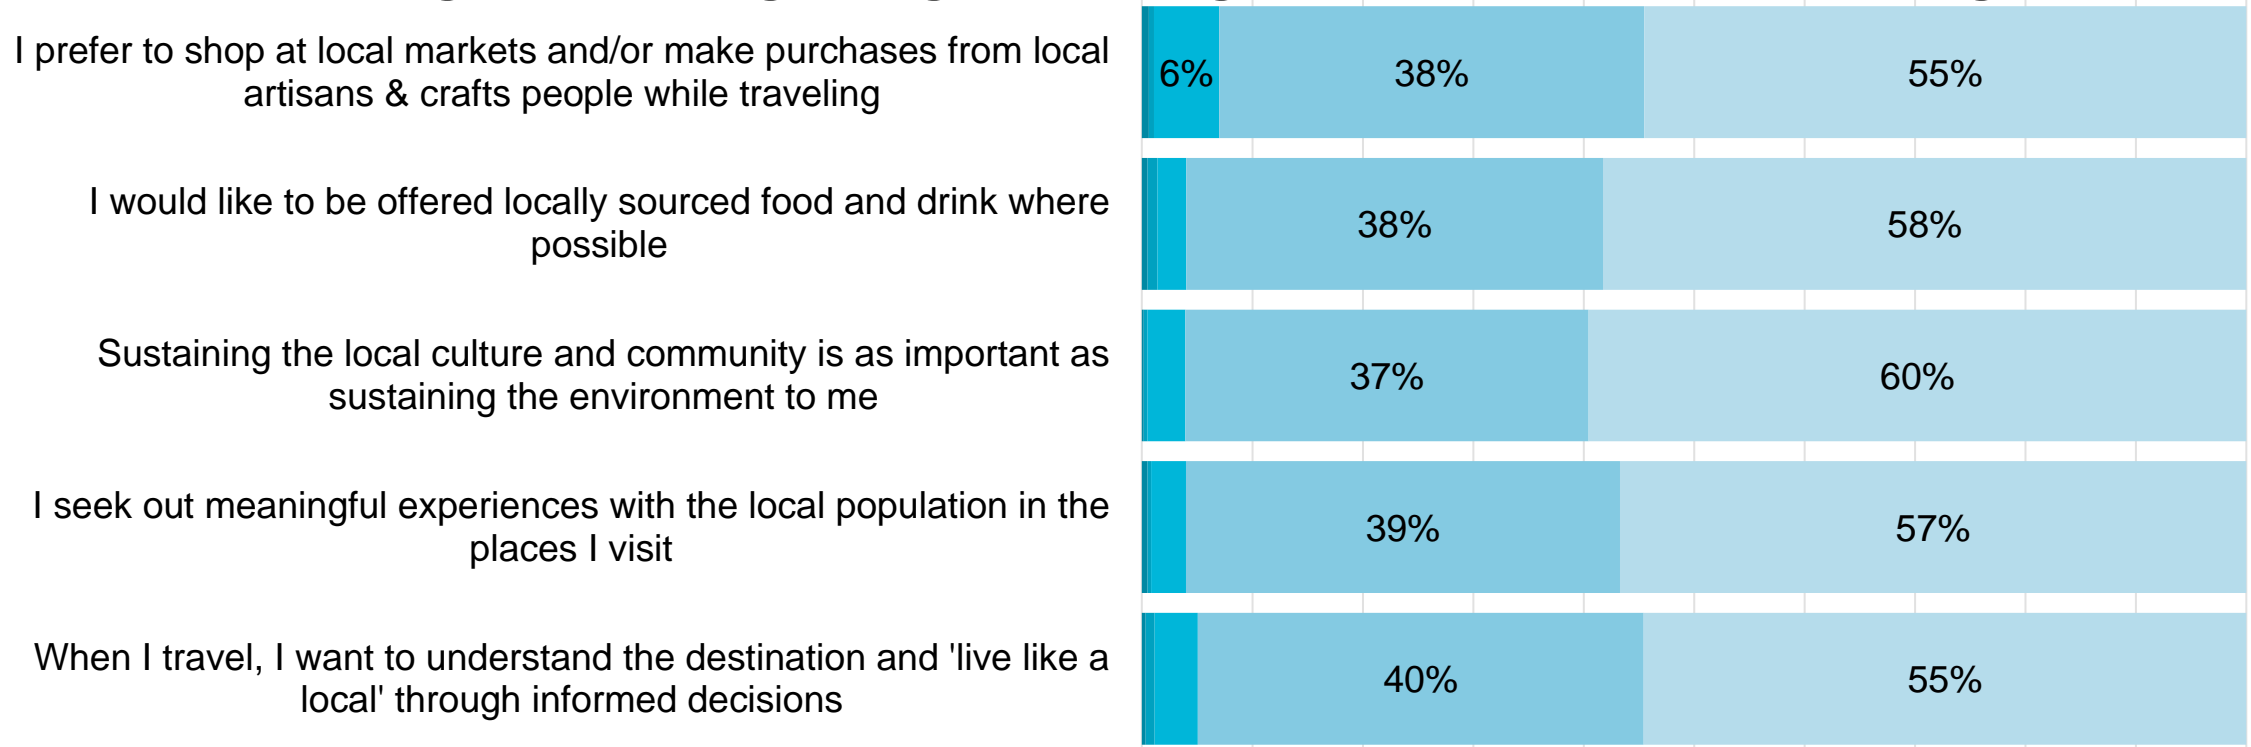 I prefer to shop at local markets and/or make purchases from local
artisans & crafts people while traveling
6% 38% 55%
I would like to be offered locally sourced food and drink where
possible
38% 58%
Sustaining the local culture and community is as important as
sustaining the environment to me
37% 60%
I seek out meaningful experiences with the local population in the
places I visit
39% 57%
When I travel, I want to understand the destination and 'live like a
local' through informed decisions
40% 55%